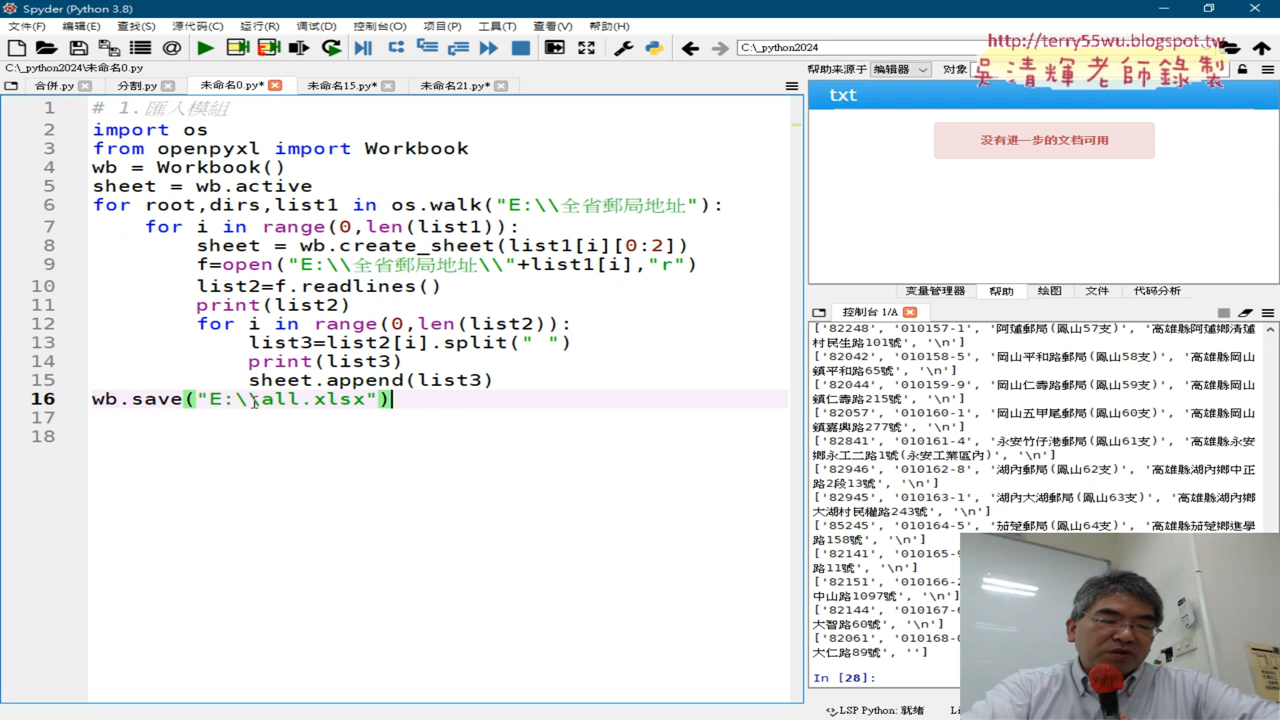 Spyder (Python 3.8)
文件(F) 编辑(E) 查找(S) 源代码(C) 运行(R) 调试(D) 控制台(O) 项目(P) 工具(T) 查看(V) 帮助(H)
C:\_python2024
http://terry55wu.blogspot.tw
吳清輝老師錄製
C:\_python2024\未命名0.py
帮助来源于 编辑器 对象
合併.py 分割.py 未命名0.py* 未命名15.py* 未命名21.py*
txt
没有进一步的文档可用
1 # 1.匯入模組
2 import os
3 from openpyxl import Workbook
4 wb = Workbook()
5 sheet = wb.active
6 for root,dirs,list1 in os.walk("E:\\全省郵局地址"):
7 for i in range(0,len(list1)):
8 sheet = wb.create_sheet(list1[i][0:2])
9 f=open("E:\\全省郵局地址\\"+list1[i],"r")
10 list2=f.readlines()
11 print(list2)
12 for i in range(0,len(list2)):
13 list3=list2[i].split(" ")
14 print(list3)
15 sheet.append(list3)
16 wb.save("E:\\all.xlsx")
17
18
变量管理器 帮助 绘图 文件 代码分析
控制台 1/A
['82248', '010157-1', '阿蓮郵局(鳳山57支)', '高雄縣阿蓮鄉清蓮
村民生路101號', '\n']
['82042', '010158-5', '岡山平和路郵局(鳳山58支)', '高雄縣岡山
鎮平和路65號', '\n']
['82044', '010159-9', '岡山仁壽路郵局(鳳山59支)', '高雄縣岡山
鎮仁壽路215號', '\n']
['82057', '010160-1', '岡山五甲尾郵局(鳳山60支)', '高雄縣岡山
鎮嘉興路277號', '\n']
['82841', '010161-4', '永安竹仔港郵局(鳳山61支)', '高雄縣永安
鄉永工二路1號(永安工業區內)', '\n']
['82946', '010162-8', '湖內郵局(鳳山62支)', '高雄縣湖內鄉中正
路2段13號', '\n']
['82945', '010163-1', '湖內大湖郵局(鳳山63支)', '高雄縣湖內鄉
大湖村民權路243號', '\n']
['85245', '010164-5', '茄萣郵局(鳳山64支)', '高雄縣茄萣鄉進學
路158號', '\n']
['82141', '010165-9
路11號', '\n']
['82151', '010166-2
中山路1097號', '\n']
['82144', '010167-6
大智路60號', '\n']
['82061', '010168-0
大仁路89號', '']
In [28]:
LSP Python: 就绪